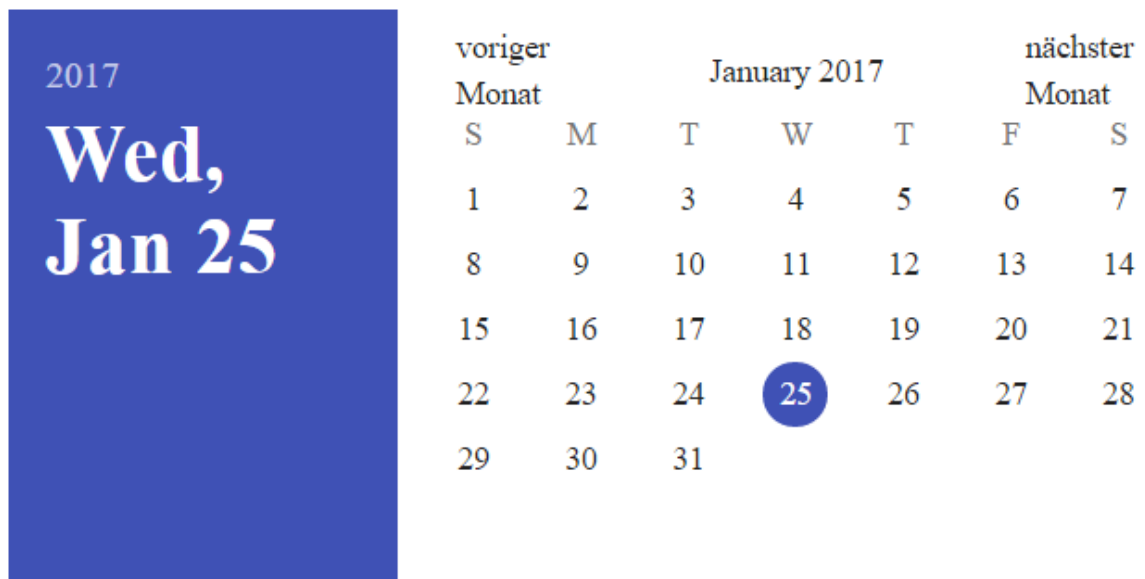 2017
Wed,
Jan 25
voriger
Monat
January 2017
nächster
Monat
S M T W T F S
1 2 3 4 5 6 7
8 9 10 11 12 13 14
15 16 17 18 19 20 21
22 23 24 25 26 27 28
29 30 31